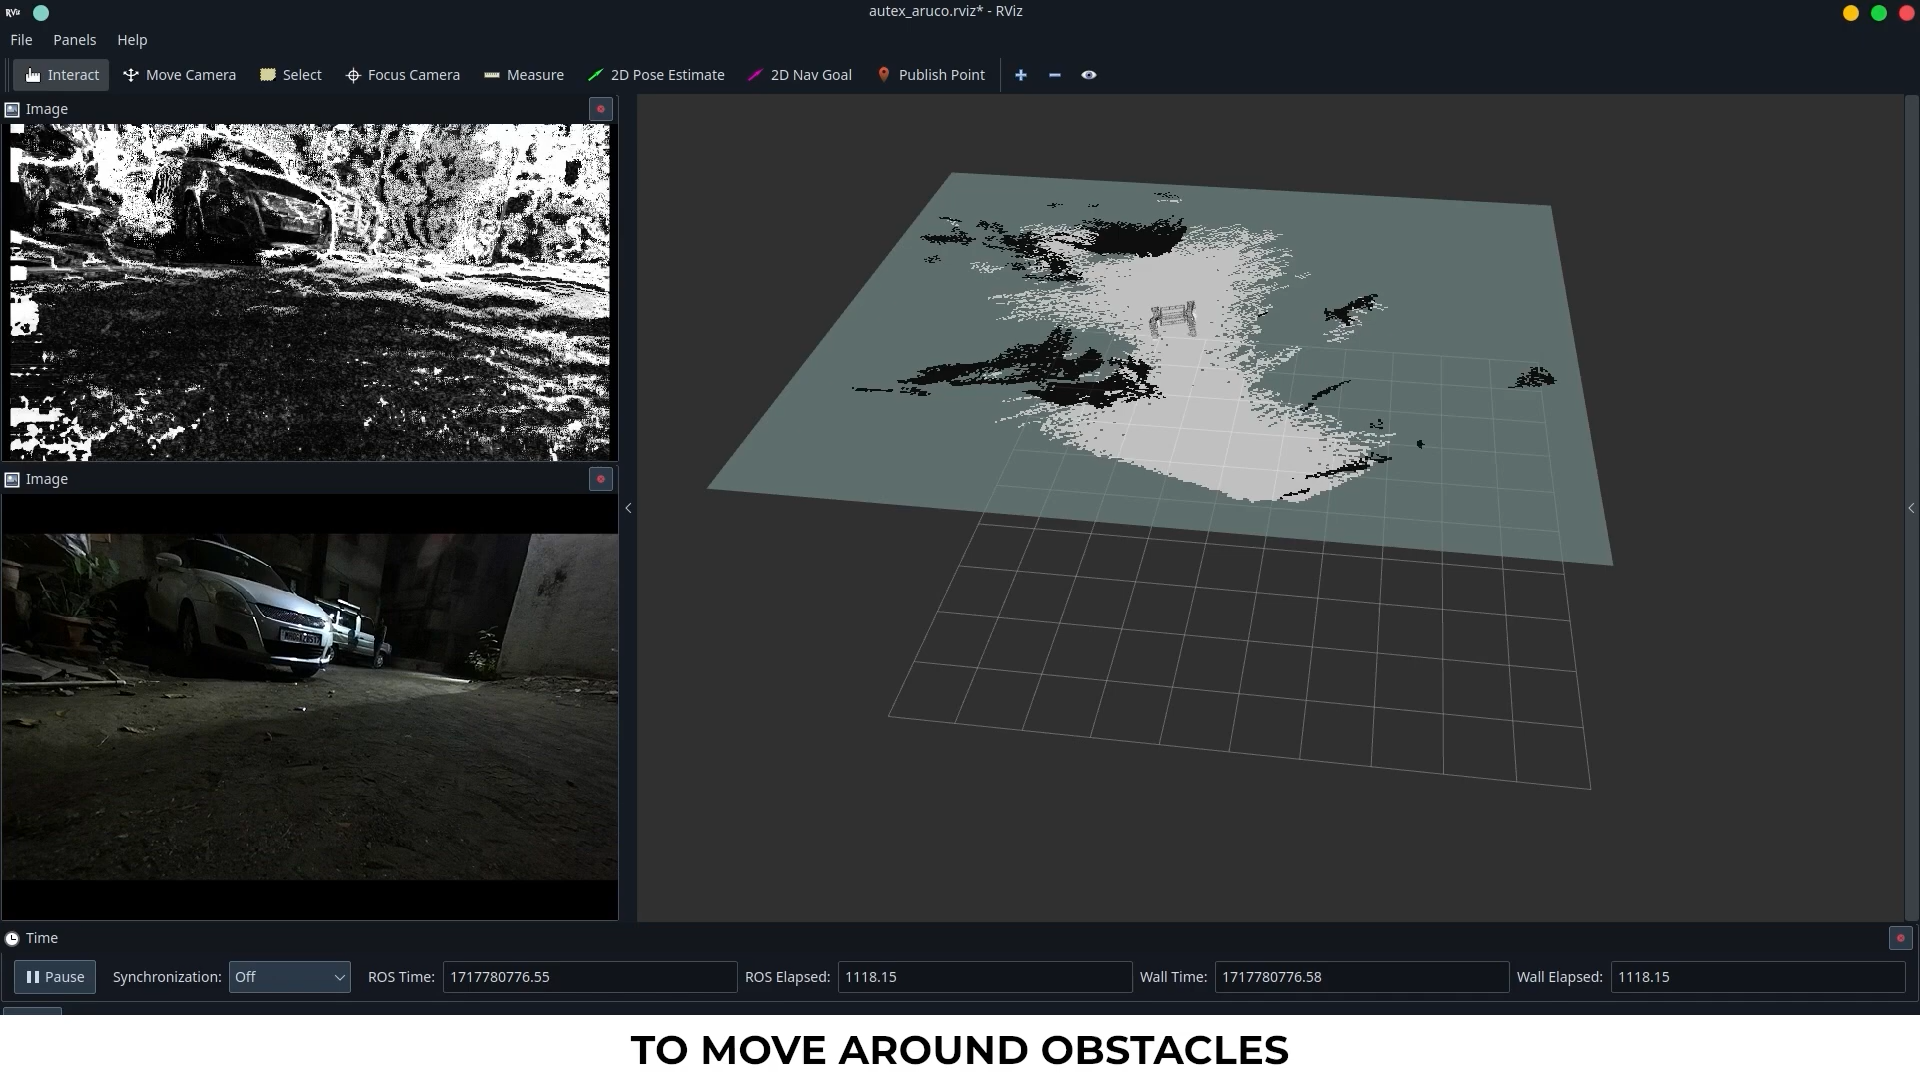 RViz
autex_aruco.rviz* - RViz
File Panels Help
Interact Move Camera Select Focus Camera Measure 2D Pose Estimate 2D Nav Goal Publish Point
Image
Image
Time
Pause Synchronization: Off ROS Time: 1717780776.55 ROS Elapsed: 1118.15 Wall Time: 1717780776.58 Wall Elapsed: 1118.15
TO MOVE AROUND OBSTACLES